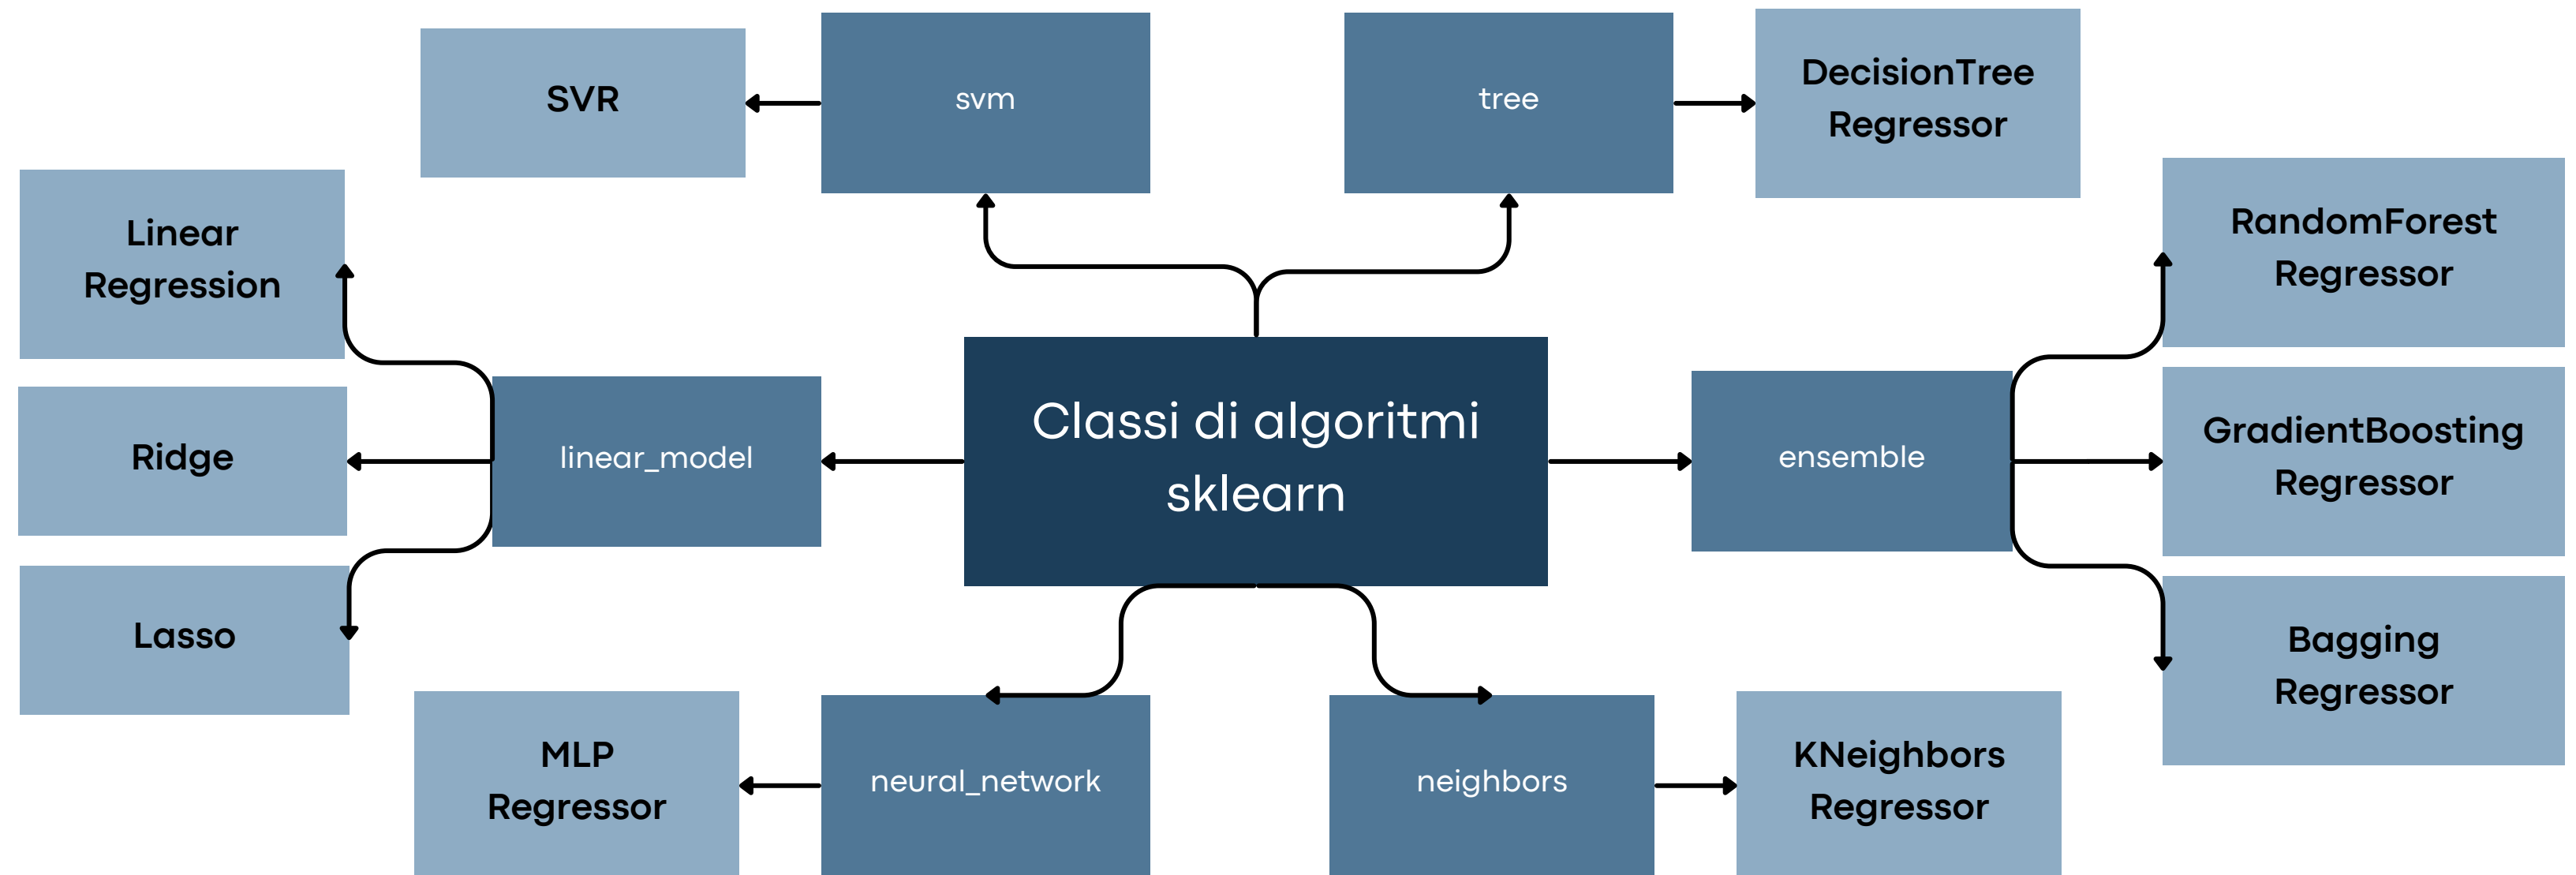 SVR
svm
tree
DecisionTree
Regressor
Linear
Regression
RandomForest
Regressor
Ridge
linear_model
Classi di algoritmi
sklearn
ensemble
GradientBoosting
Regressor
Lasso
Bagging
Regressor
MLP
Regressor
neural_network
neighbors
KNeighbors
Regressor